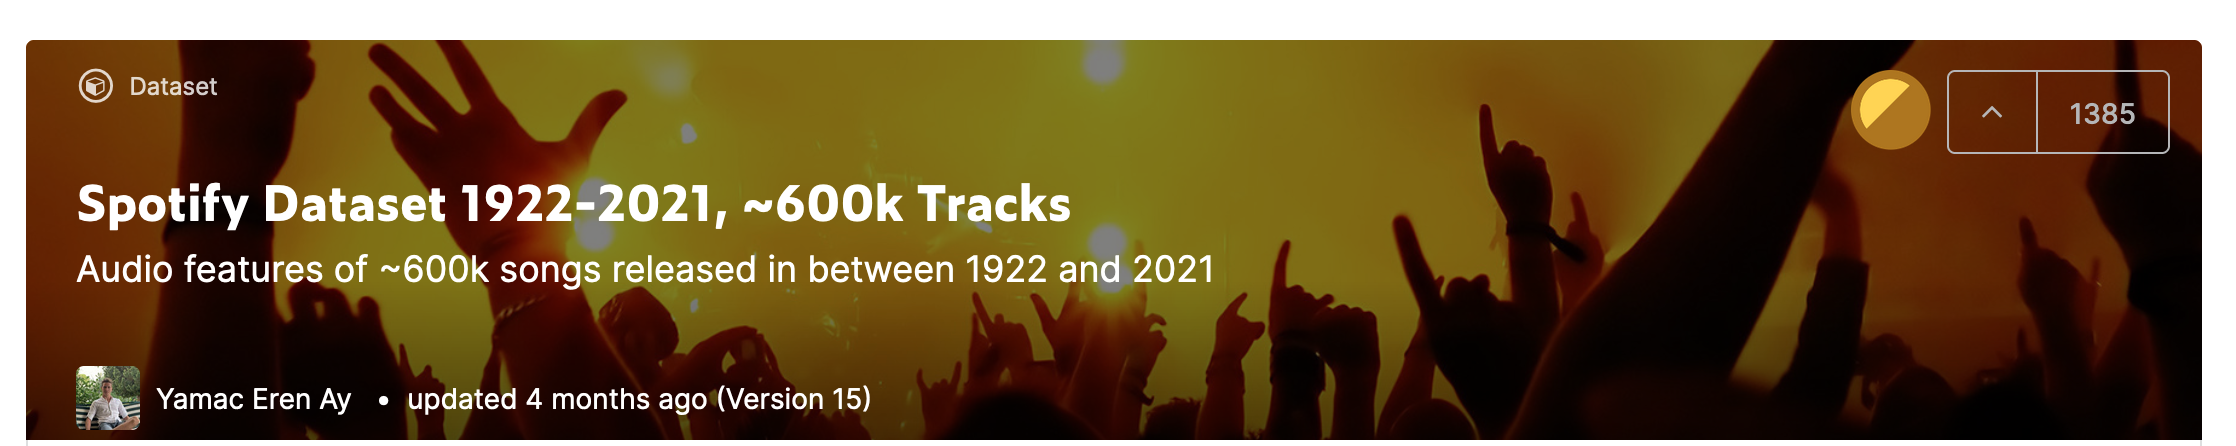 Dataset
1385
Spotify Dataset 1922-2021, ~600k Tracks
Audio features of ~600k songs released in between 1922 and 2021
Yamac Eren Ay • updated 4 months ago (Version 15)